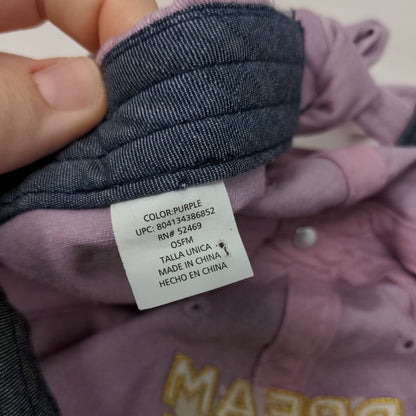 COLOR:PURPLE
UPC: 804134386852
RN# 52469
OSFM
TALLA UNICA
MADE IN CHINA
HECHO EN CHINA